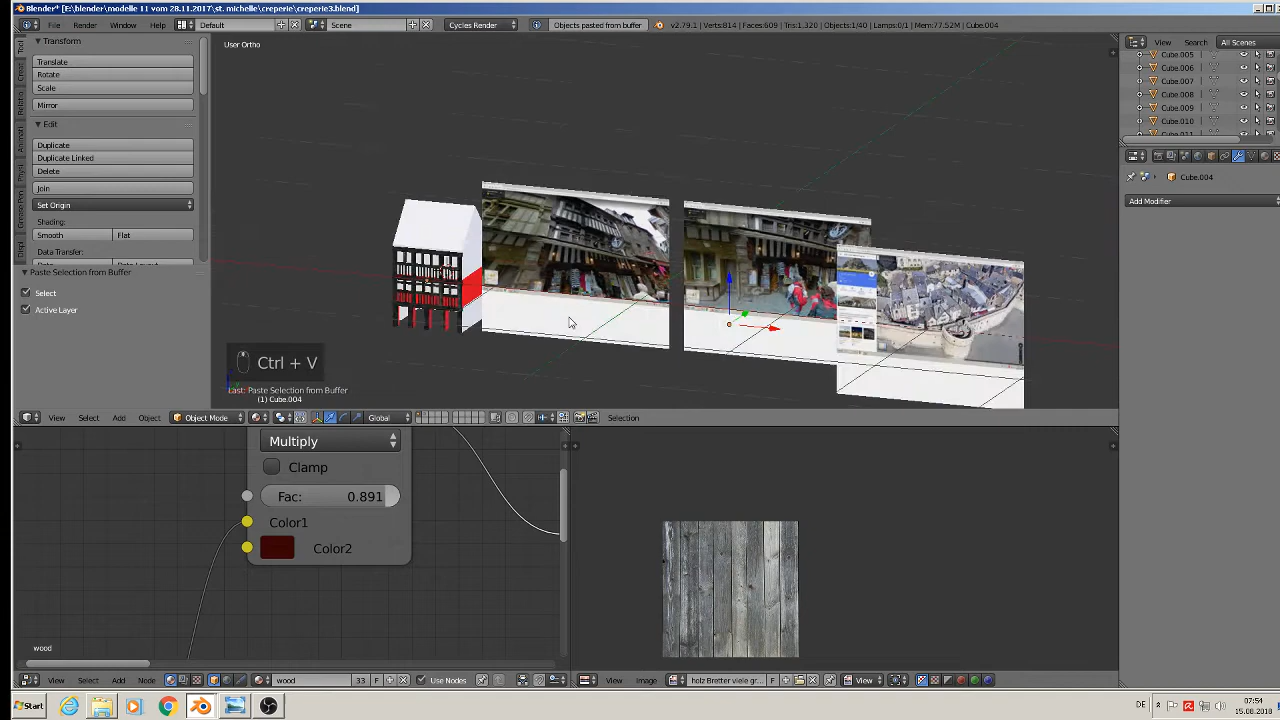 Blender* [E:\blender\modelle 11 vom 28.11.2017\st. michelle\creperie\creperie3.blend]
File Render Window Help Default Scene Cycles Render Objects pasted from buffer v2.79.1 | Verts:814 | Faces:609 | Tris:1,320 | Objects:1/40 | Lamps:0/1 | Mem:77.52M | Cube.004
Transform
Translate
Rotate
Scale
Mirror
Edit
Duplicate
Duplicate Linked
Delete
Join
Set Origin
Shading:
Smooth Flat
Data Transfer:
Paste Selection from Buffer
Select
Active Layer
User Ortho
Ctrl + V
Last: Paste Selection from Buffer
(1) Cube.004
View Select Add Object Object Mode Global Selection
View Search All Scenes
Cube.005
Cube.006
Cube.007
Cube.008
Cube.009
Cube.010
Cube.004
Add Modifier
Multiply
Clamp
Fac: 0.891
Color1
Color2
wood
View Select Add Node wood 33 F Use Nodes
View Image holz Bretter viele gr... F View
Start DE 07:54
15.08.2018